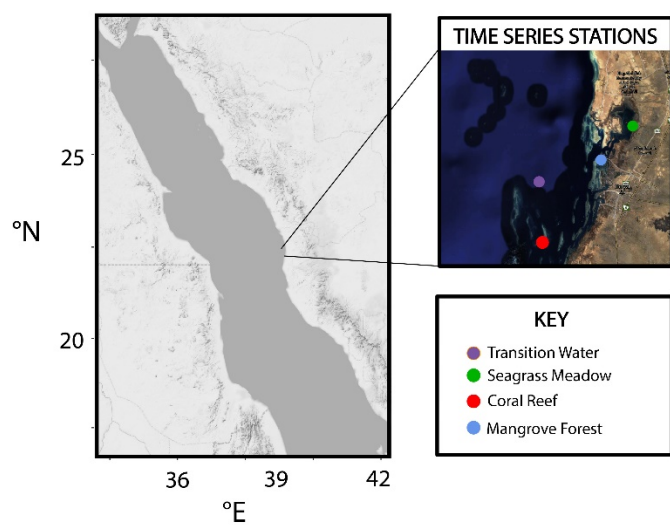 TIME SERIES STATIONS
25
°N
20
36
39
42
°E
KEY
Transition Water
Seagrass Meadow
Coral Reef
Mangrove Forest